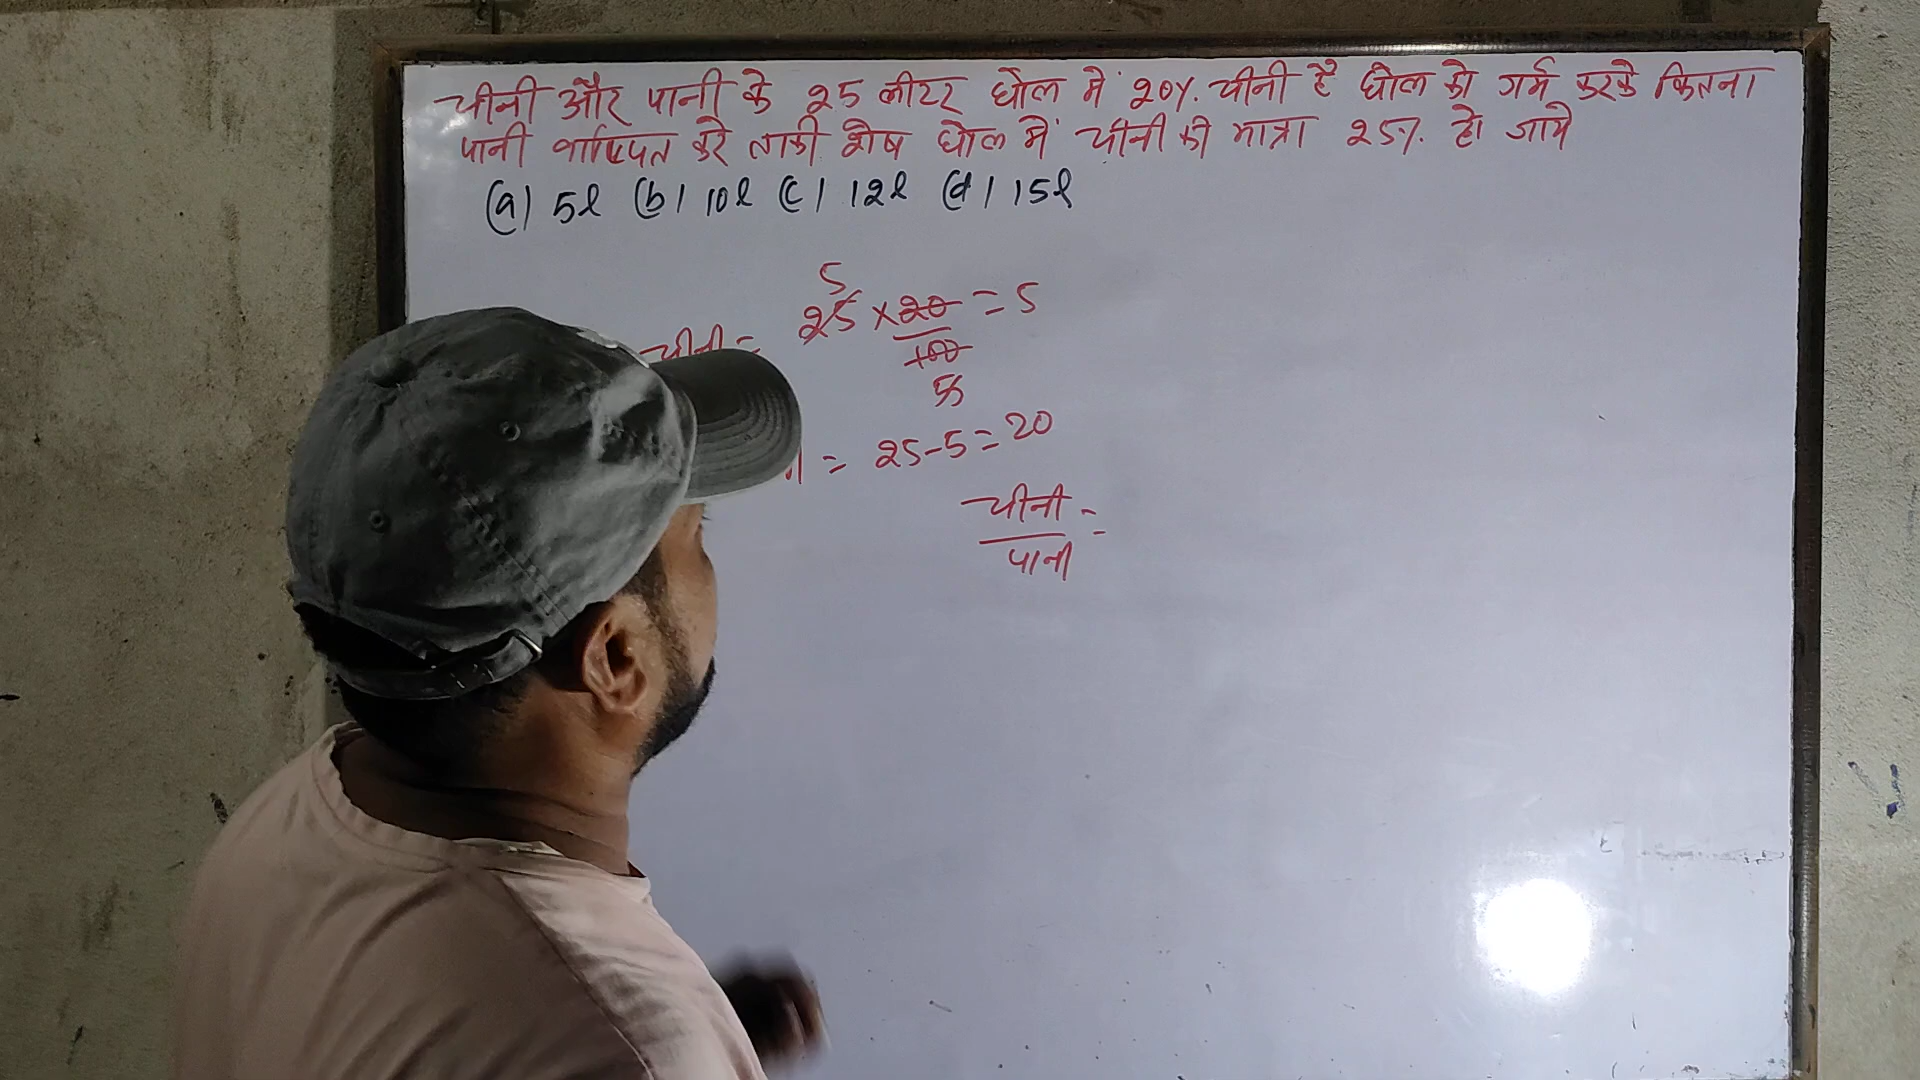 चीनी और पानी के 25 लीटर घोल में 20%. चीनी है घोल को गर्म करके कितना
पानी वाष्पित करे ताकी शेष घोल में चीनी की मात्रा 25%. हो जाये
(a) 5l (b) 10l (c) 12l (d) 15l
5
चीनी = 25 × 20 = 5
100
5
= 25-5=20
चीनी =
पानी